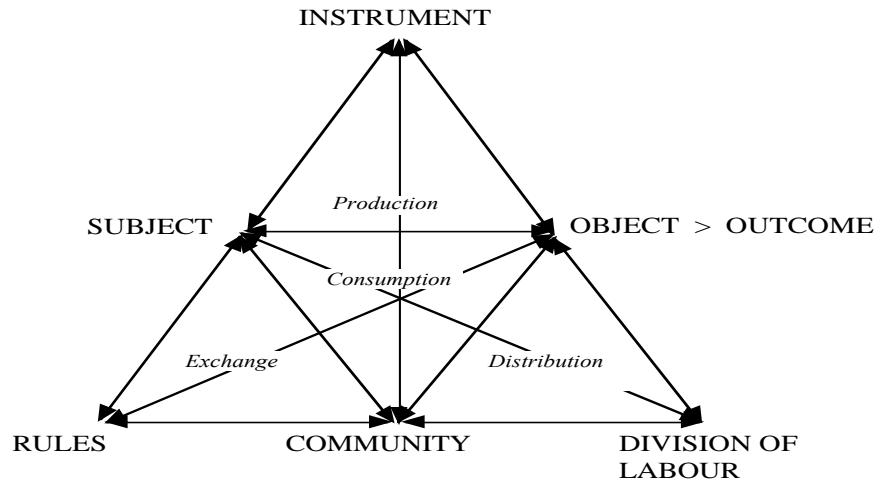 INSTRUMENT
Production
SUBJECT
OBJECT > OUTCOME
Consumption
Exchange
Distribution
RULES
COMMUNITY
DIVISION OF
LABOUR